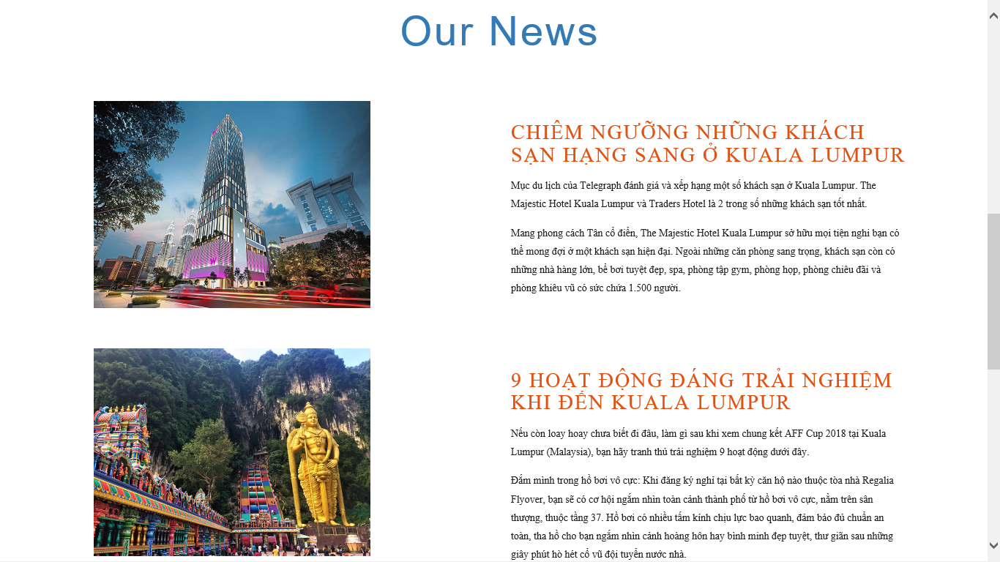 Our News
CHIÊM NGƯỠNG NHỮNG KHÁCH
SẠN HẠNG SANG Ở KUALA LUMPUR
Mục du lịch của Telegraph đánh giá và xếp hạng một số khách sạn ở Kuala Lumpur. The
Majestic Hotel Kuala Lumpur và Traders Hotel là 2 trong số những khách sạn tốt nhất.
Mang phong cách Tân cổ điển, The Majestic Hotel Kuala Lumpur sở hữu mọi tiện nghi bạn có
thể mong đợi ở một khách sạn hiện đại. Ngoài những căn phòng sang trọng, khách sạn còn có
những nhà hàng lớn, bể bơi tuyệt đẹp, spa, phòng tập gym, phòng họp, phòng chiêu đãi và
phòng khiêu vũ có sức chứa 1.500 người.
W
9 HOẠT ĐỘNG ĐÁNG TRẢI NGHIỆM
KHI ĐẾN KUALA LUMPUR
Nếu còn loay hoay chưa biết đi đâu, làm gì sau khi xem chung kết AFF Cup 2018 tại Kuala
Lumpur (Malaysia), bạn hãy tranh thủ trải nghiệm 9 hoạt động dưới đây.
Đắm mình trong hồ bơi vô cực: Khi đăng ký nghỉ tại bất kỳ căn hộ nào thuộc tòa nhà Regalia
Flyover, bạn sẽ có cơ hội ngắm nhìn toàn cảnh thành phố từ hồ bơi vô cực, nằm trên sân
thượng, thuộc tầng 37. Hồ bơi có nhiều tấm kính chịu lực bao quanh, đảm bảo đủ chuẩn an
toàn, tha hồ cho bạn ngắm nhìn cảnh hoàng hôn hay bình minh đẹp tuyệt, thư giãn sau những
giây phút hò hét cổ vũ đội tuyển nước nhà.